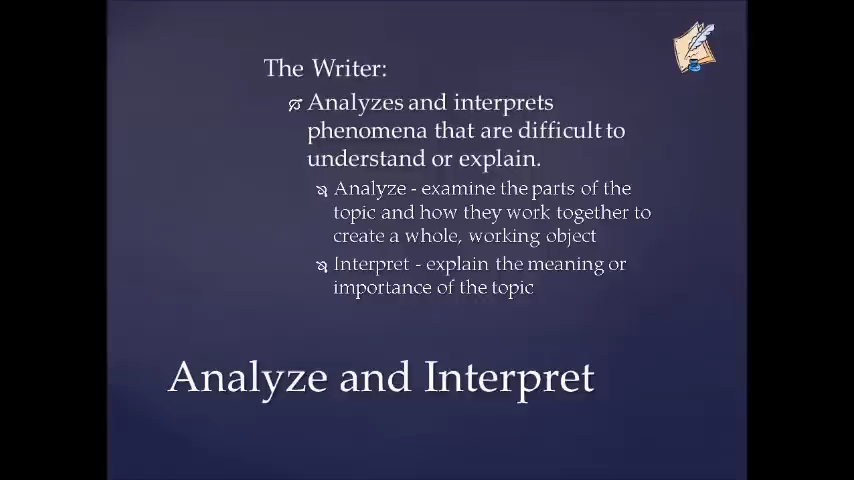 The Writer:
Analyzes and interprets
phenomena that are difficult to
understand or explain.
Analyze - examine the parts of the
topic and how they work together to
create a whole, working object
Interpret - explain the meaning or
importance of the topic
Analyze and Interpret